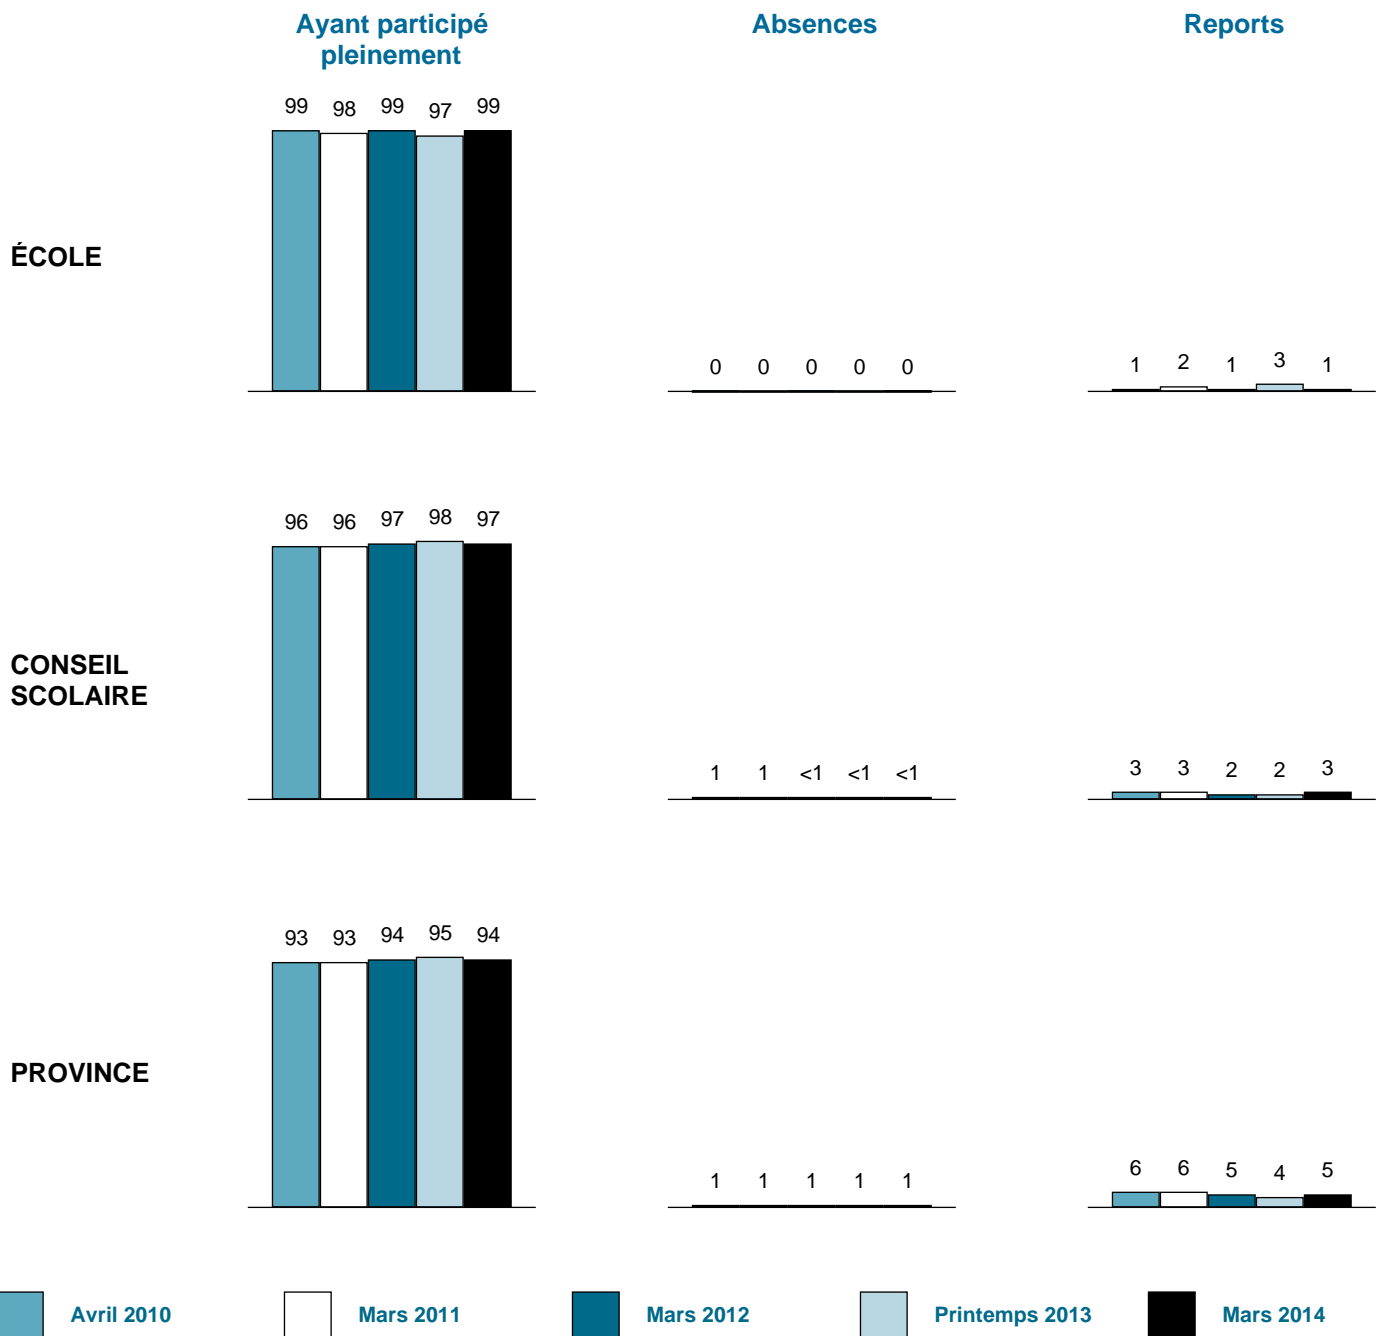 Ayant participé
pleinement
Absences
Reports
99 98 99 97 99
ÉCOLE
0 0 0 0 0
1 2 1 3 1
96 96 97 98 97
CONSEIL
SCOLAIRE
1 1 <1 <1 <1
3 3 2 2 3
93 93 94 95 94
PROVINCE
1 1 1 1 1
6 6 5 4 5
Avril 2010 Mars 2011 Mars 2012 Printemps 2013 Mars 2014